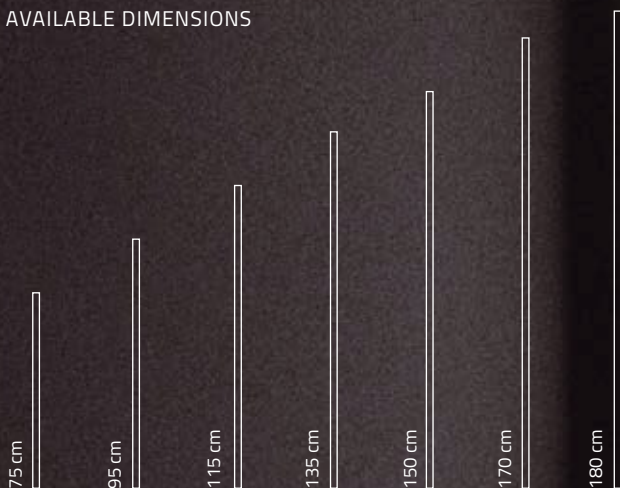 AVAILABLE DIMENSIONS
75 cm
95 cm
115 cm
135 cm
150 cm
170 cm
180 cm